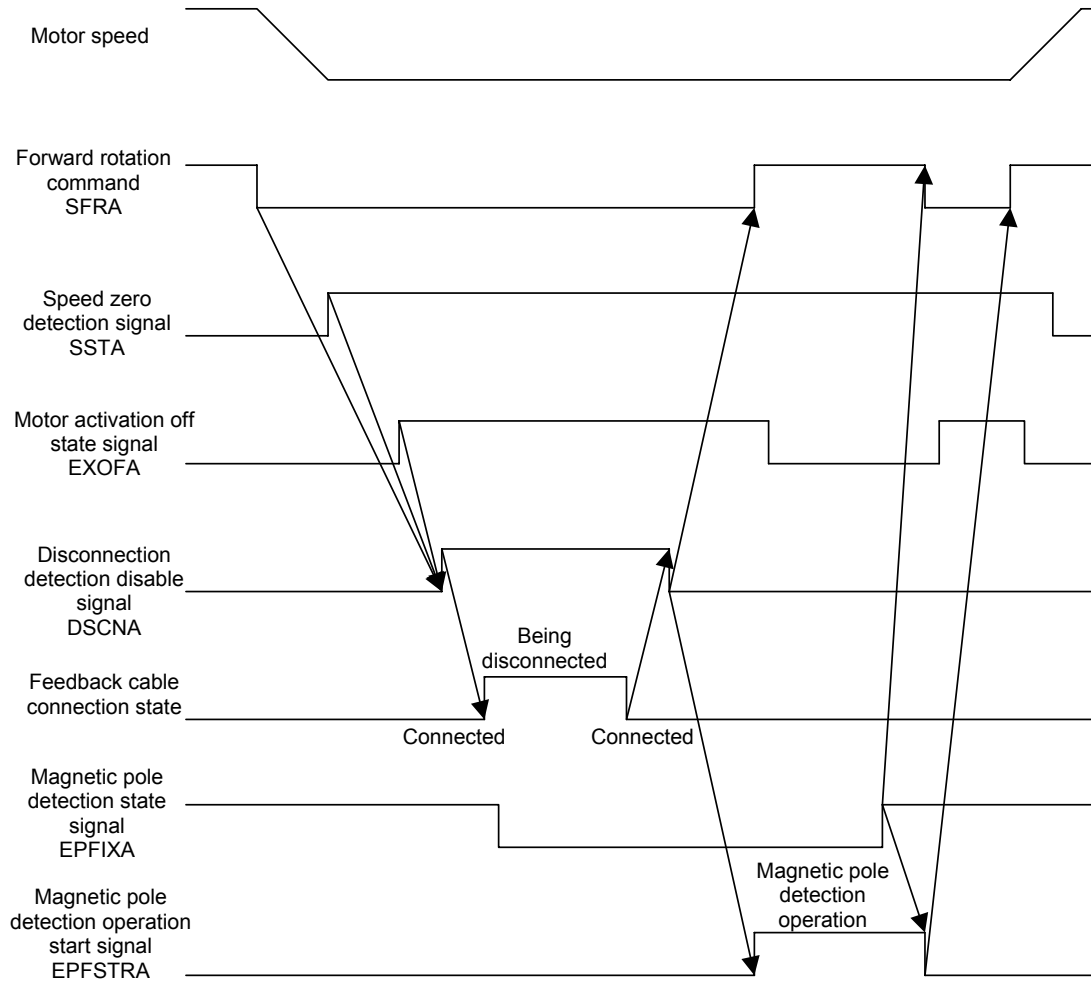 Motor speed
Forward rotation
command
SFRA
Speed zero
detection signal
SSTA
Motor activation off
state signal
EXOFA
Disconnection
detection disable
signal
DSCNA
Being
disconnected
Feedback cable
connection state
Connected
Connected
Magnetic pole
detection state
signal
EPFIXA
Magnetic pole
detection
operation
Magnetic pole
detection operation
start signal
EPFSTRA